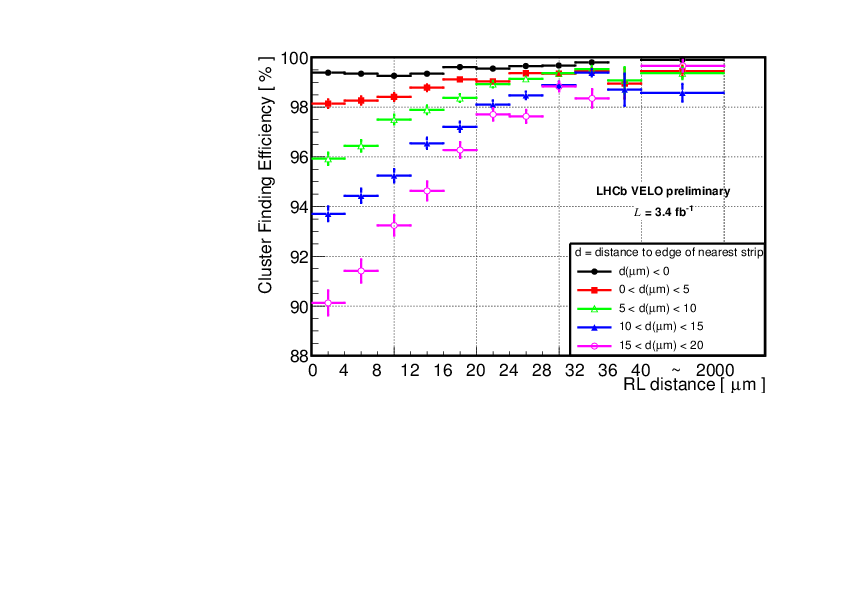 Cluster Finding Efficiency [ % ]
100
98
96
94
92
90
88
LHCb VELO preliminary
L = 3.4 fb-1
d = distance to edge of nearest strip
d(μm) < 0
0 < d(μm) < 5
5 < d(μm) < 10
10 < d(μm) < 15
15 < d(μm) < 20
0 4 8 12 16 20 24 28 32 36 40 ~ 2000
RL distance [ μm ]